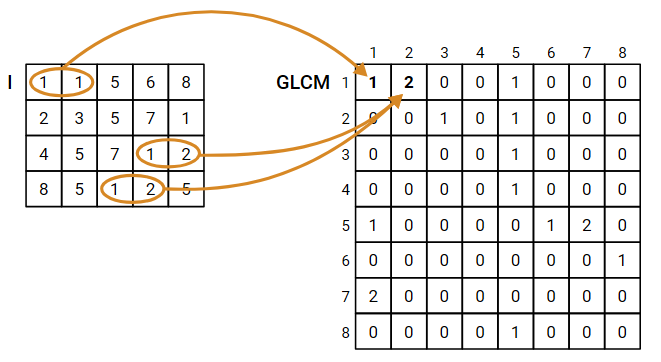 1 2 3 4 5 6 7 8
I 1 1 5 6 8 GLCM 1 1 2 0 0 1 0 0 0
2 3 5 7 1 2 0 0 1 0 1 0 0 0
4 5 7 1 2 3 0 0 0 0 1 0 0 0
8 5 1 2 5 4 0 0 0 0 1 0 0 0
5 1 0 0 0 0 1 2 0
6 0 0 0 0 0 0 0 1
7 2 0 0 0 0 0 0 0
8 0 0 0 0 1 0 0 0